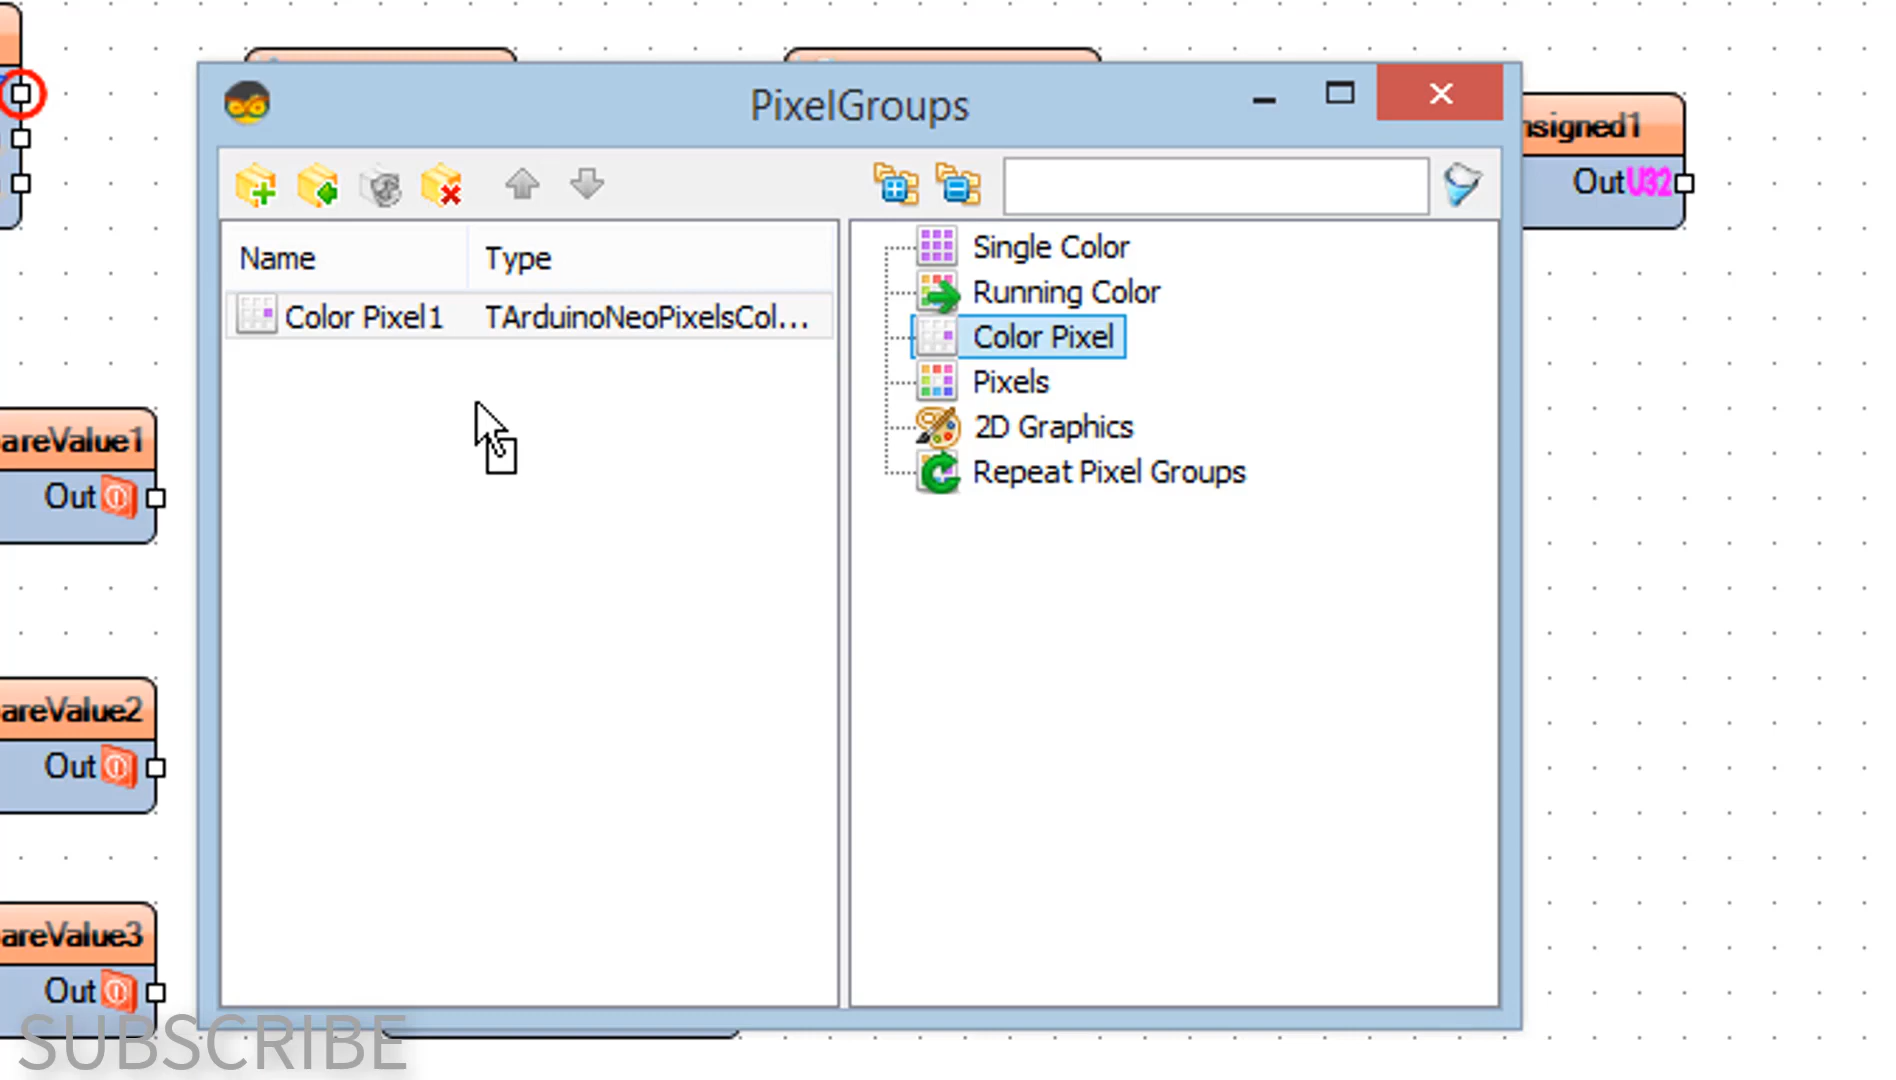 PixelGroups
nsigned1
Out U32
Name Type
Color Pixel1 TArduinoNeoPixelsCol...
Single Color
Running Color
Color Pixel
Pixels
2D Graphics
Repeat Pixel Groups
areValue1
Out
areValue2
Out
areValue3
Out
SUBSCRIBE